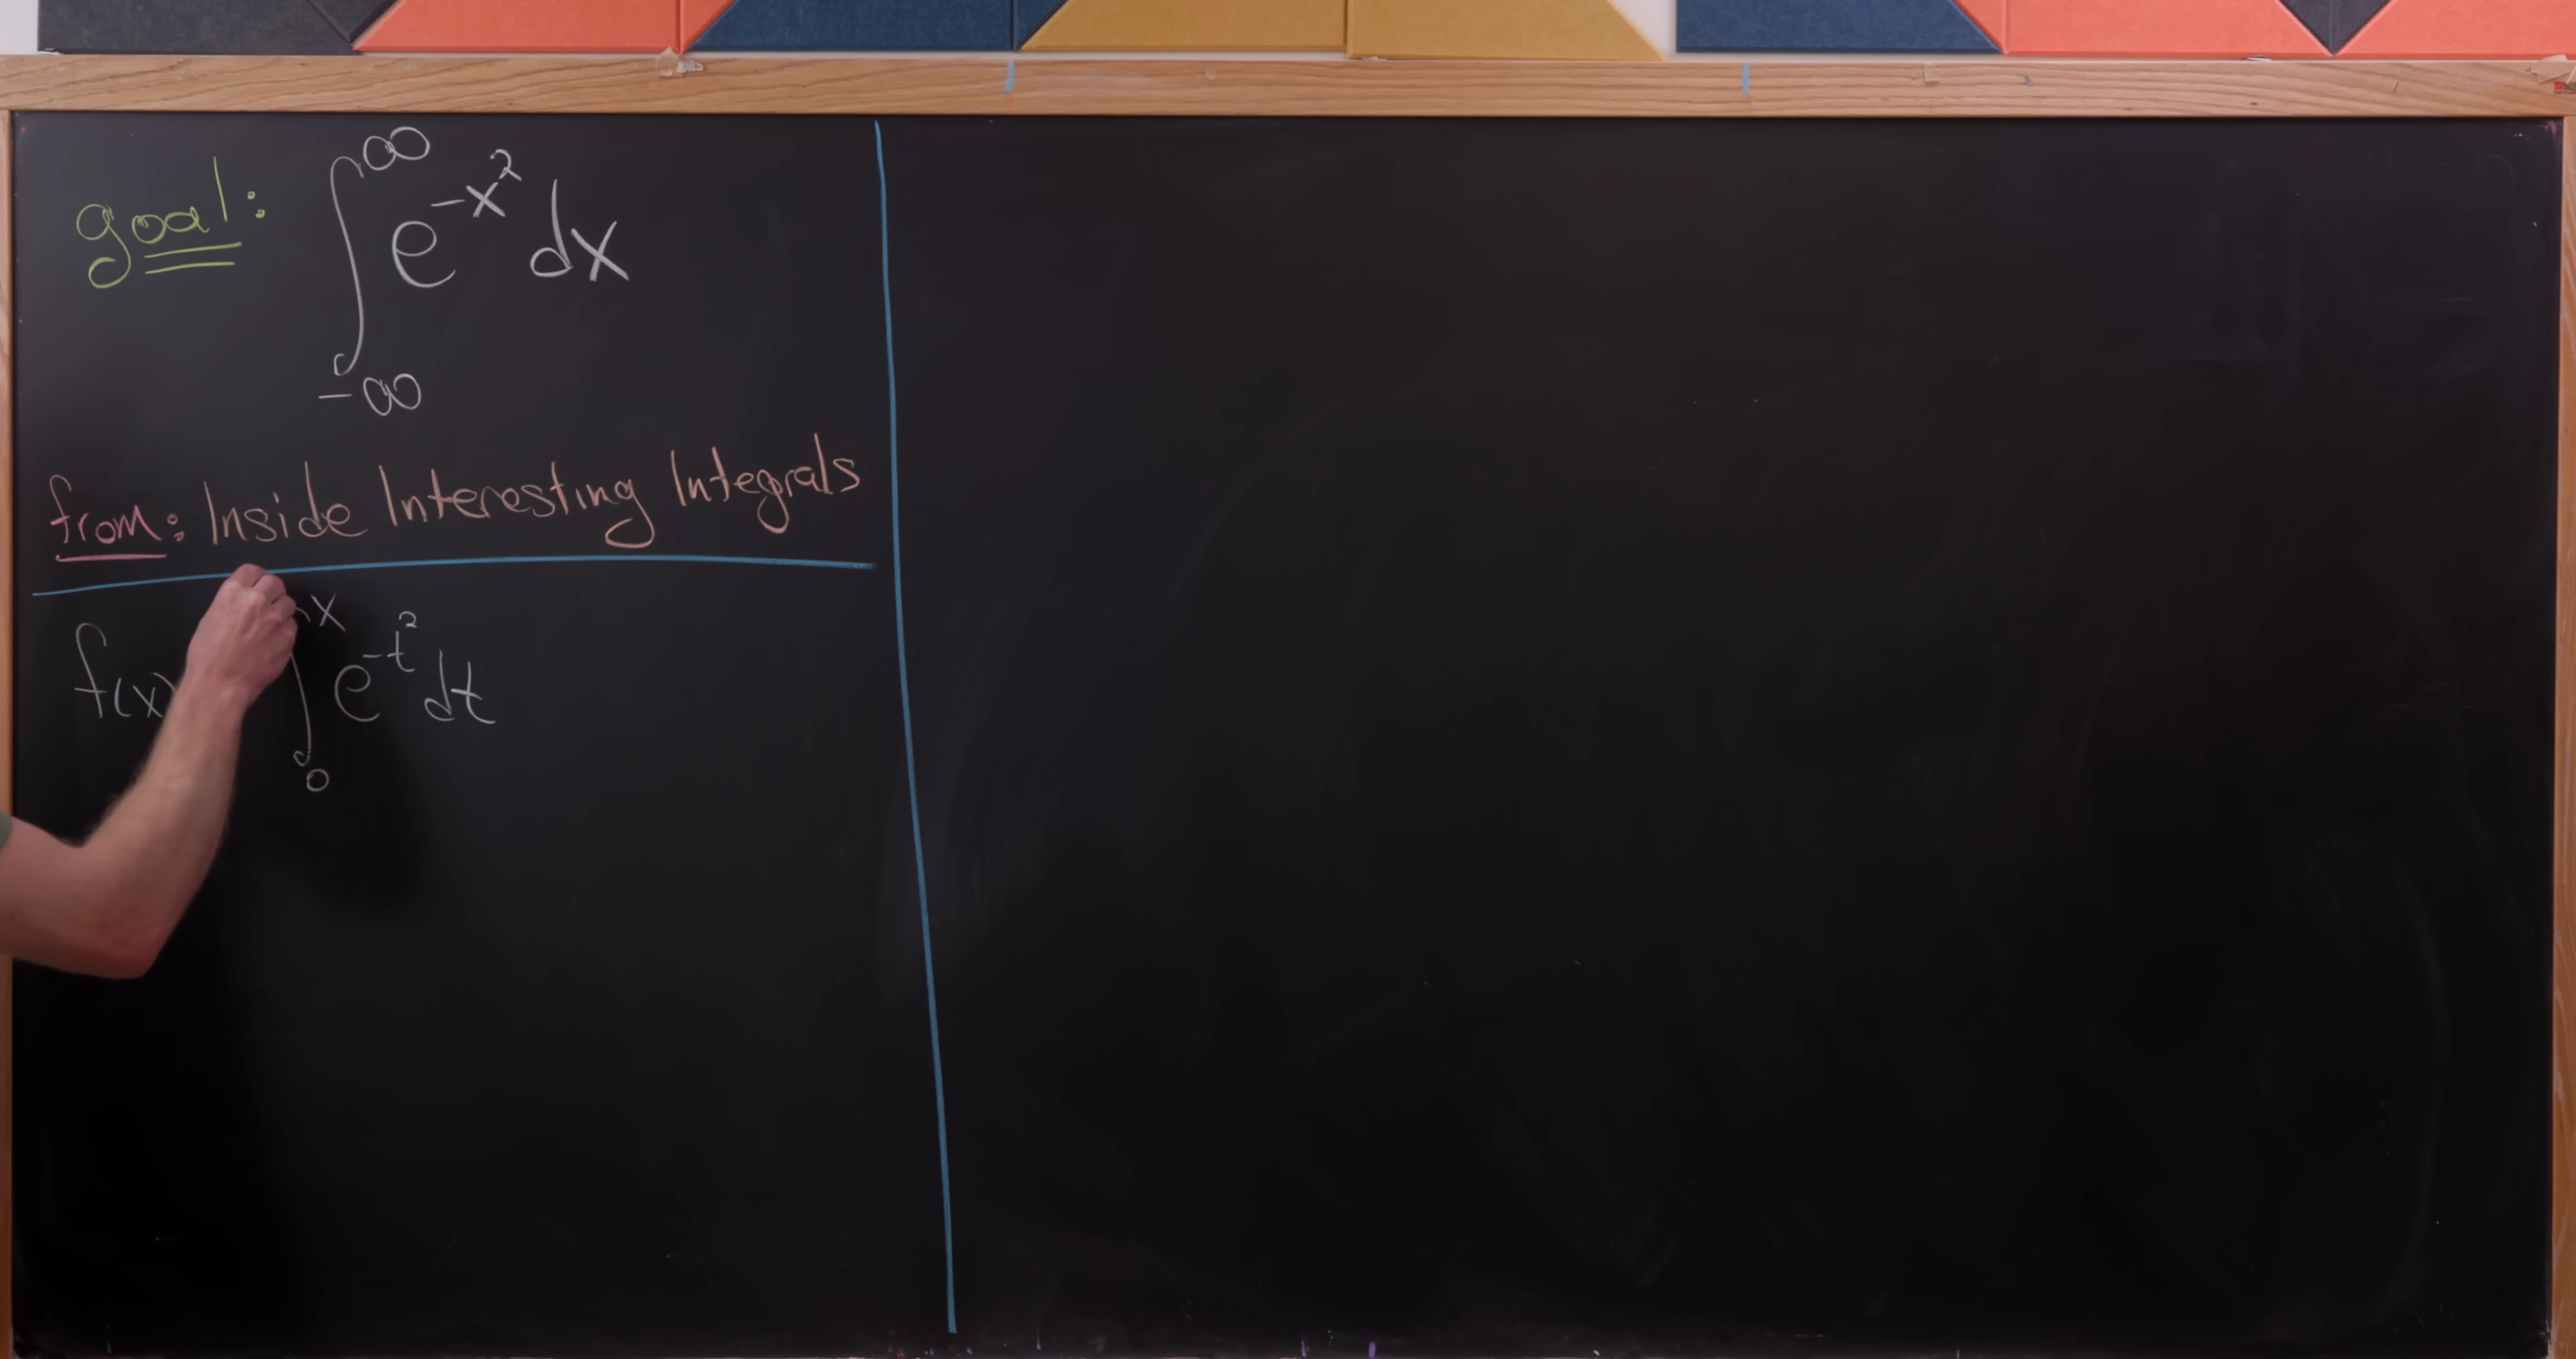 goal: ∫_{-∞}^{∞} e^{-x²} dx
from: Inside Interesting Integrals
f(x) ∫_0^x e^{-t²} dt